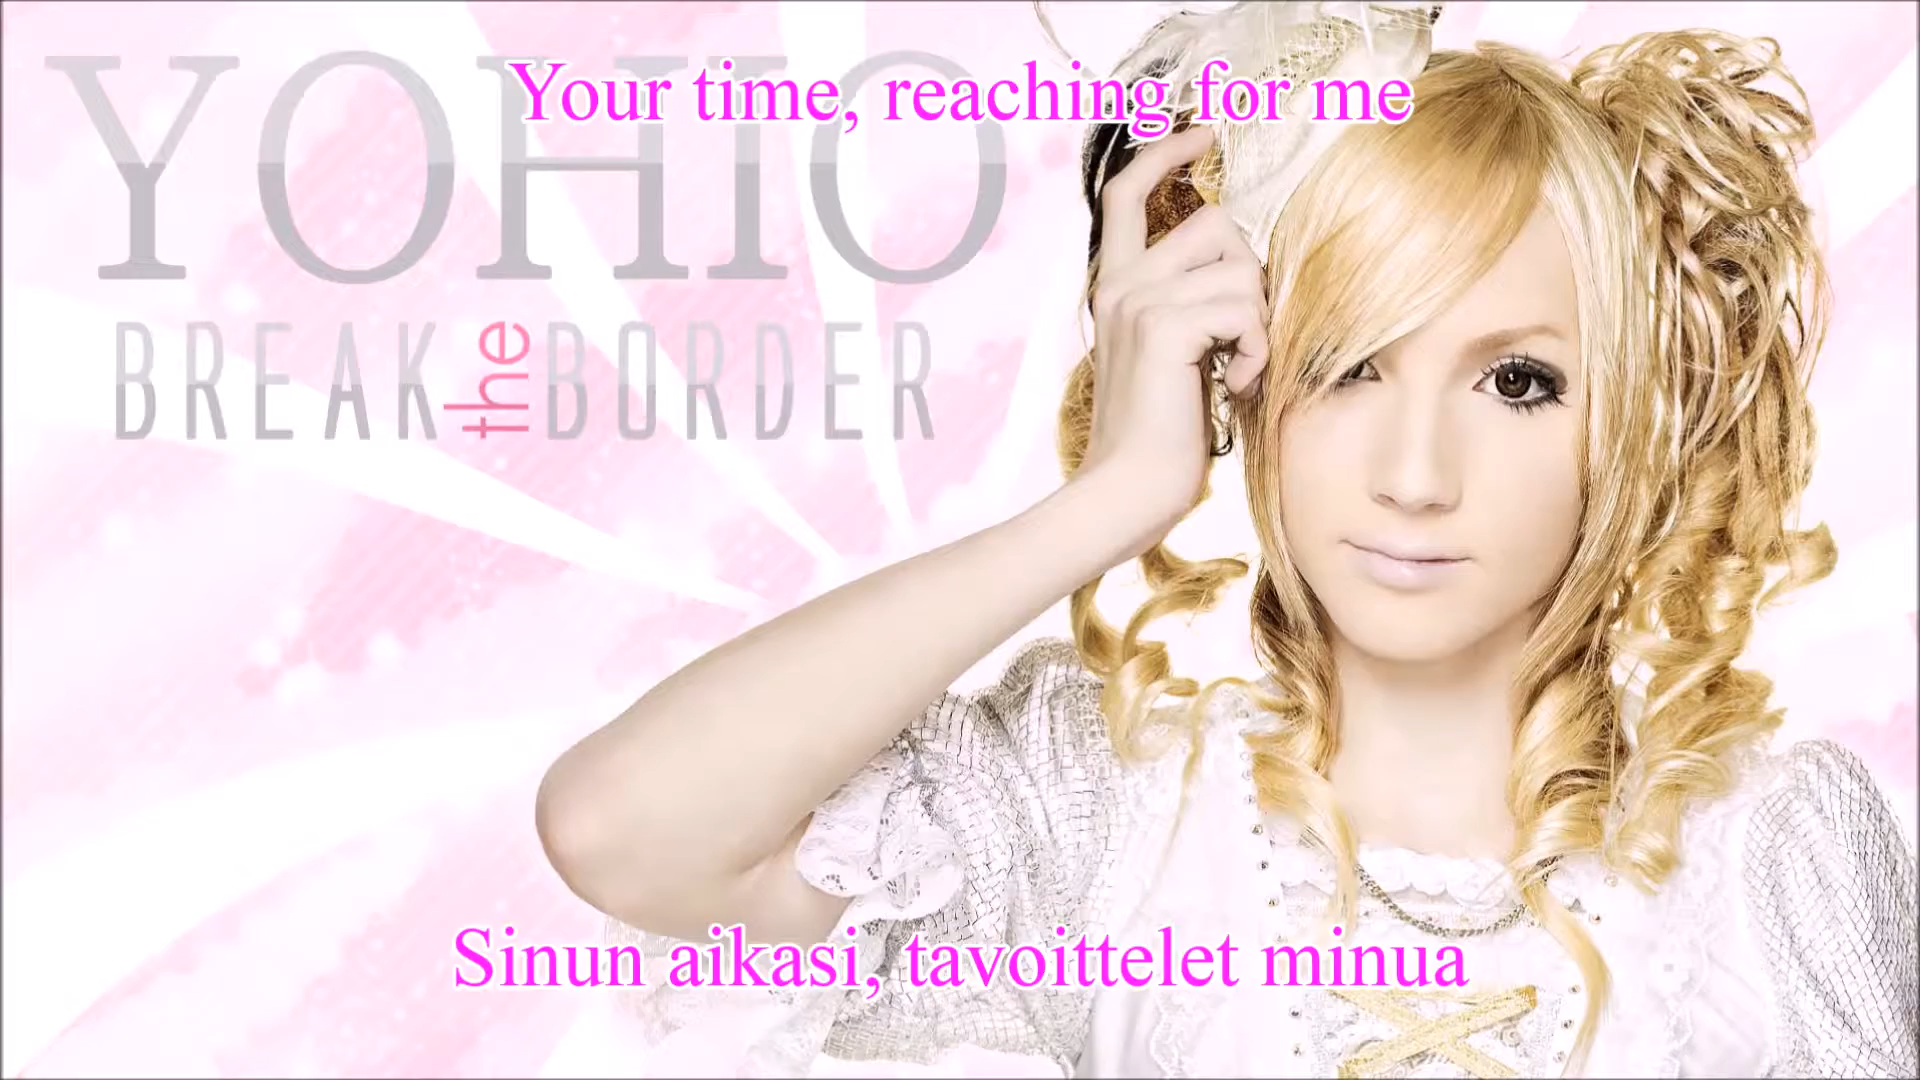 Your time, reaching for me
YOHIO
BREAK the BORDER
Sinun aikasi, tavoittelet minua